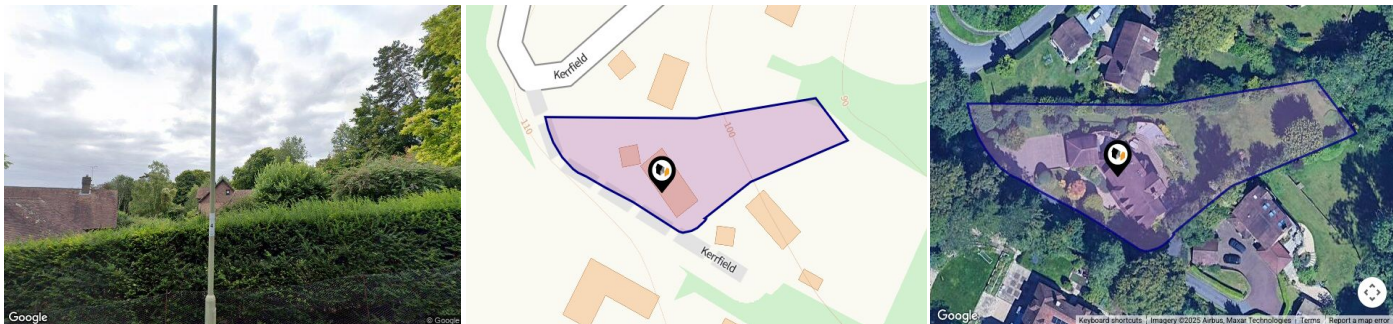 Google
© Google
Kerrfield
110
100
90
Kerrfield
Google
Keyboard shortcuts
Imagery ©2025 Airbus, Maxar Technologies
Terms
Report a map error